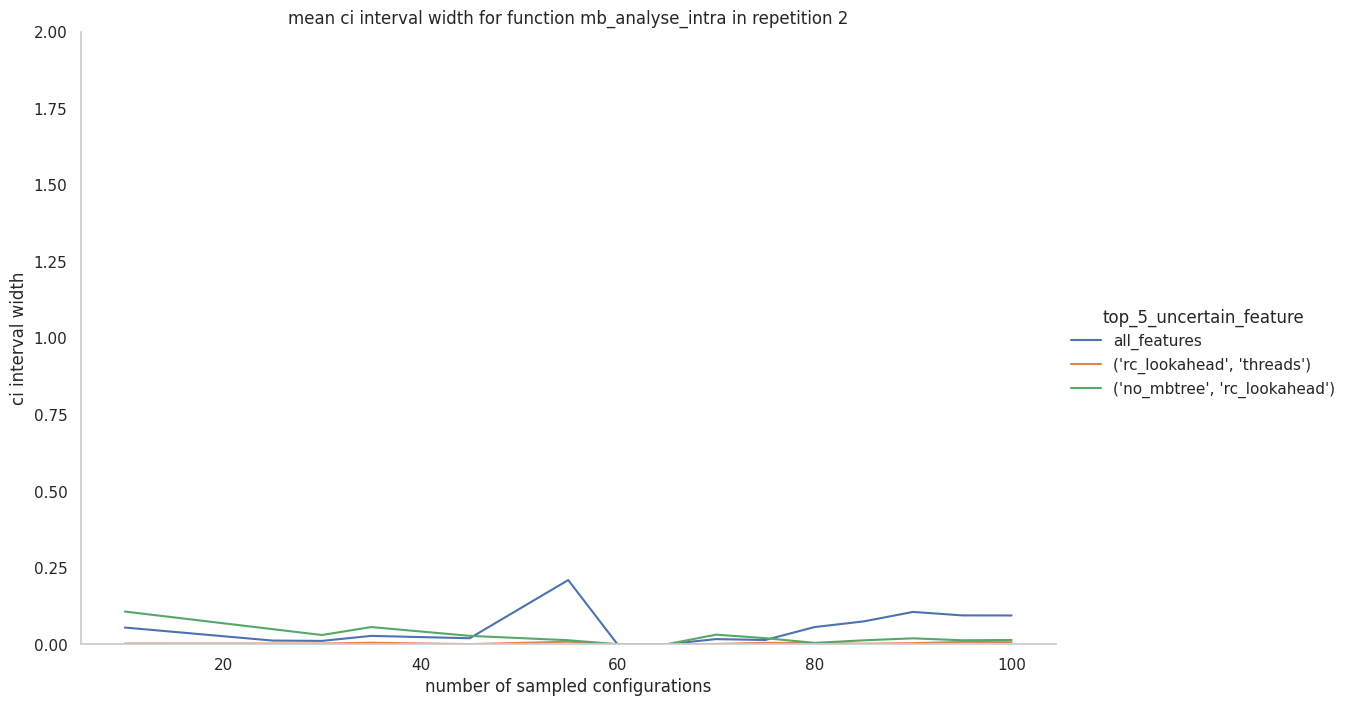 mean ci interval width for function mb_analyse_intra in repetition 2
2.00
1.75
1.50
1.25
1.00
0.75
0.50
0.25
0.00
ci interval width
20
40
60
80
100
number of sampled configurations
top_5_uncertain_feature
all_features
('rc_lookahead', 'threads')
('no_mbtree', 'rc_lookahead')